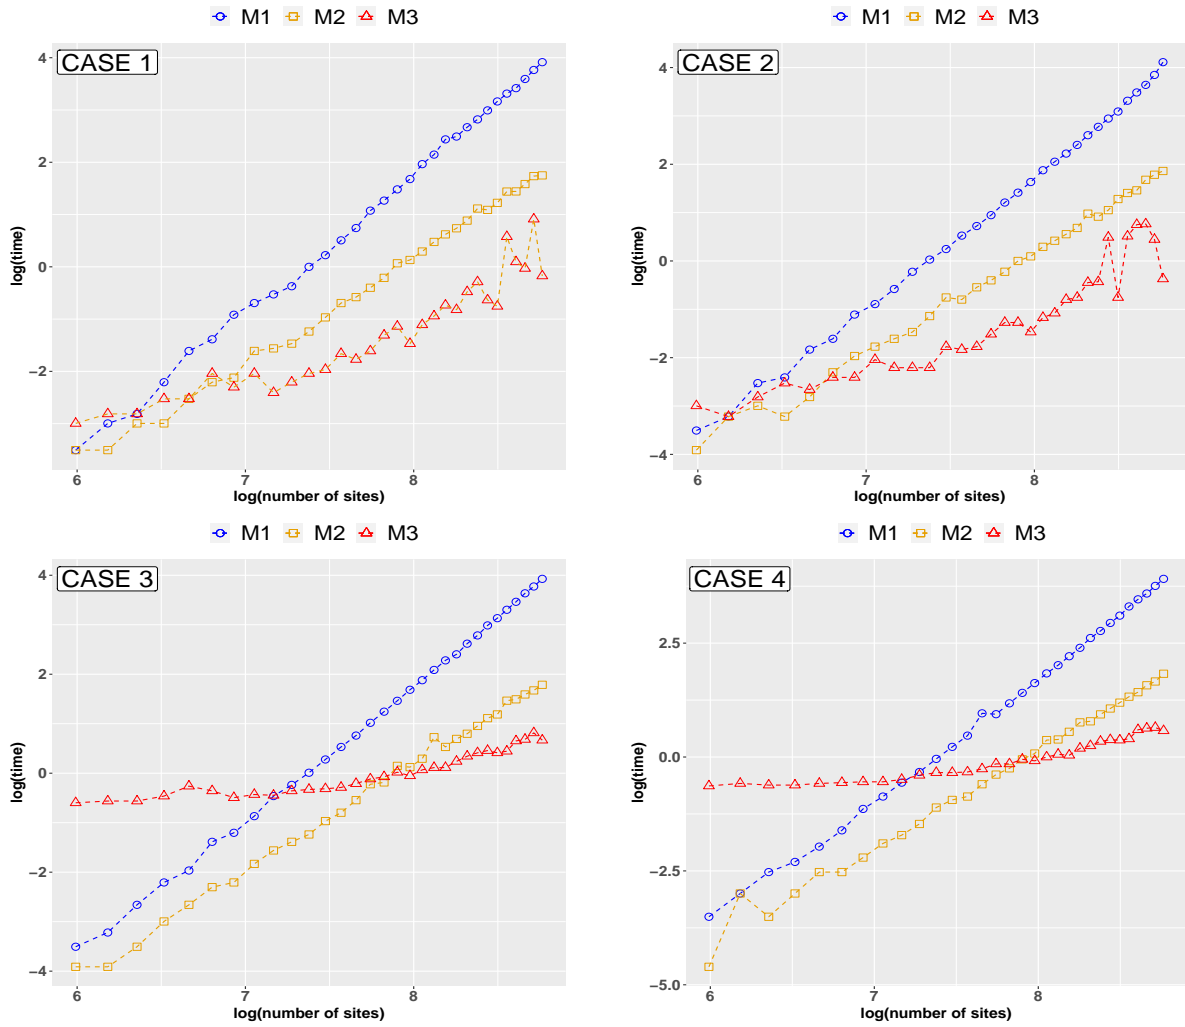 M1 M2 M3
CASE 1
4
2
0
−2
log(time)
6 7 8
log(number of sites)
M1 M2 M3
CASE 2
4
2
0
−2
−4
log(time)
6 7 8
log(number of sites)
M1 M2 M3
CASE 3
4
2
0
−2
−4
log(time)
6 7 8
log(number of sites)
M1 M2 M3
CASE 4
2.5
0.0
−2.5
−5.0
log(time)
6 7 8
log(number of sites)